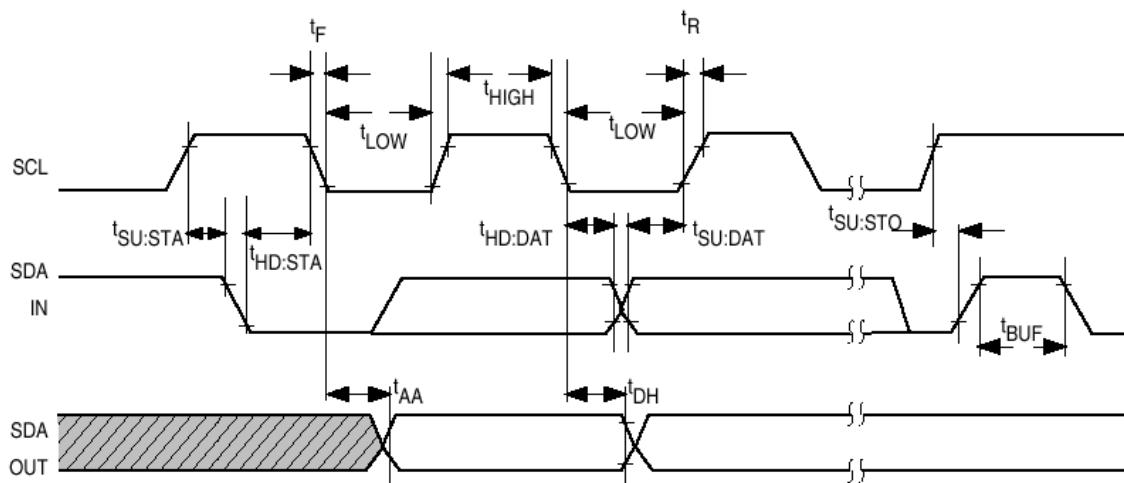 tF
tR
tHIGH
tLOW
tLOW
SCL
tSU:STA
tHD:STA
tHD:DAT
tSU:DAT
tSU:STO
SDA
IN
tBUF
tAA
tDH
SDA
OUT